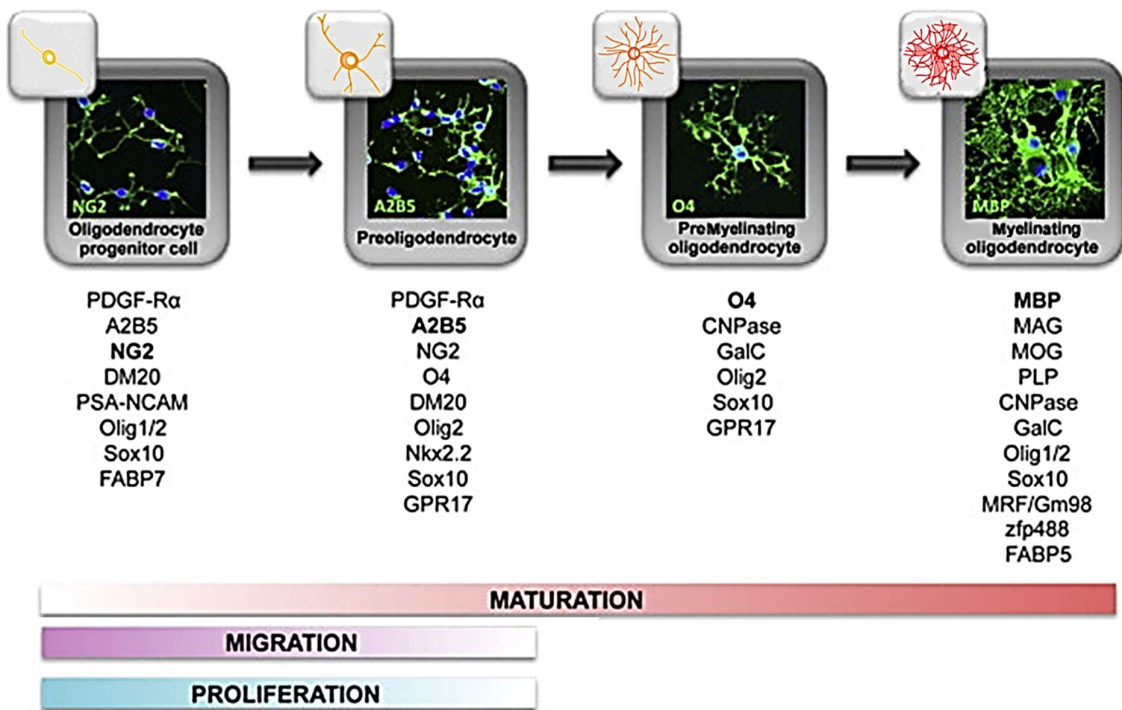 NG2
Oligodendrocyte
progenitor cell
A2B5
Preoligodendrocyte
O4
PreMyelinating
oligodendrocyte
MBP
Myelinating
oligodendrocyte
PDGF-Rα
A2B5
NG2
DM20
PSA-NCAM
Olig1/2
Sox10
FABP7
PDGF-Rα
A2B5
NG2
O4
DM20
Olig2
Nkx2.2
Sox10
GPR17
O4
CNPase
GalC
Olig2
Sox10
GPR17
MBP
MAG
MOG
PLP
CNPase
GalC
Olig1/2
Sox10
MRF/Gm98
zfp488
FABP5
MATURATION
MIGRATION
PROLIFERATION